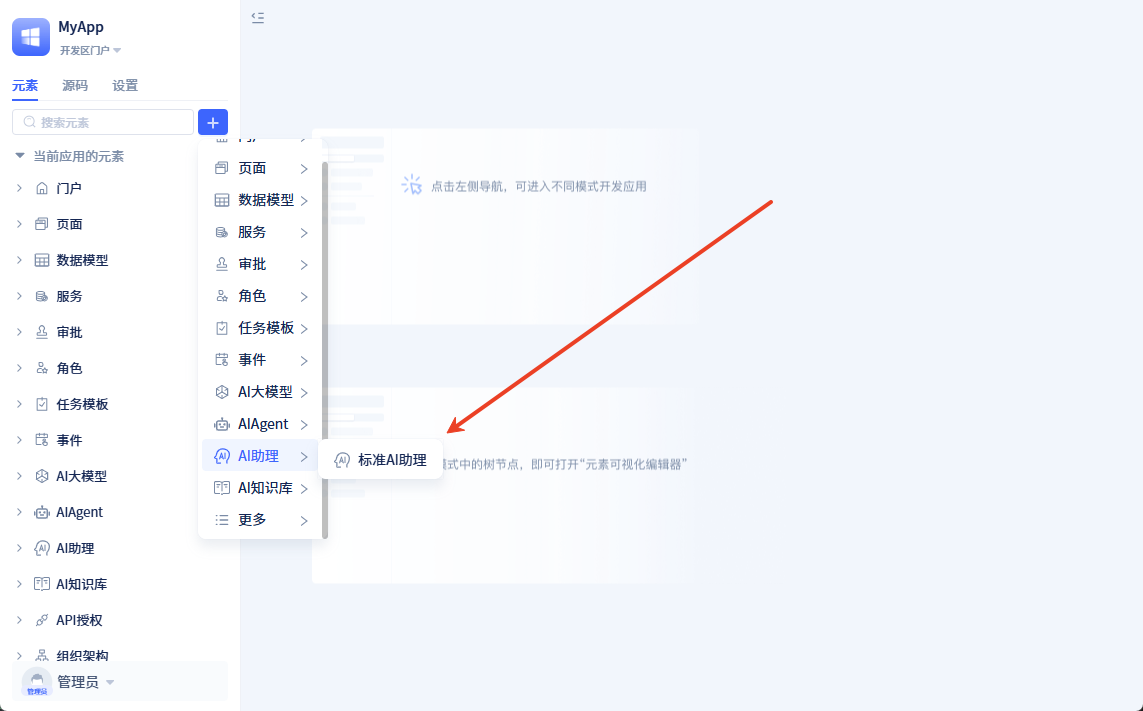 MyApp
开发区门户
元素 源码 设置
搜索元素
当前应用的元素
门户
页面
数据模型
服务
审批
角色
任务模板
事件
AI大模型
AIAgent
AI助理
AI知识库
API授权
组织架构
管理员
管理员
页面
数据模型
服务
审批
角色
任务模板
事件
AI大模型
AIAgent
AI助理
AI知识库
更多
标准AI助理
点击左侧导航，可进入不同模式开发应用
模式中的树节点，即可打开“元素可视化编辑器”